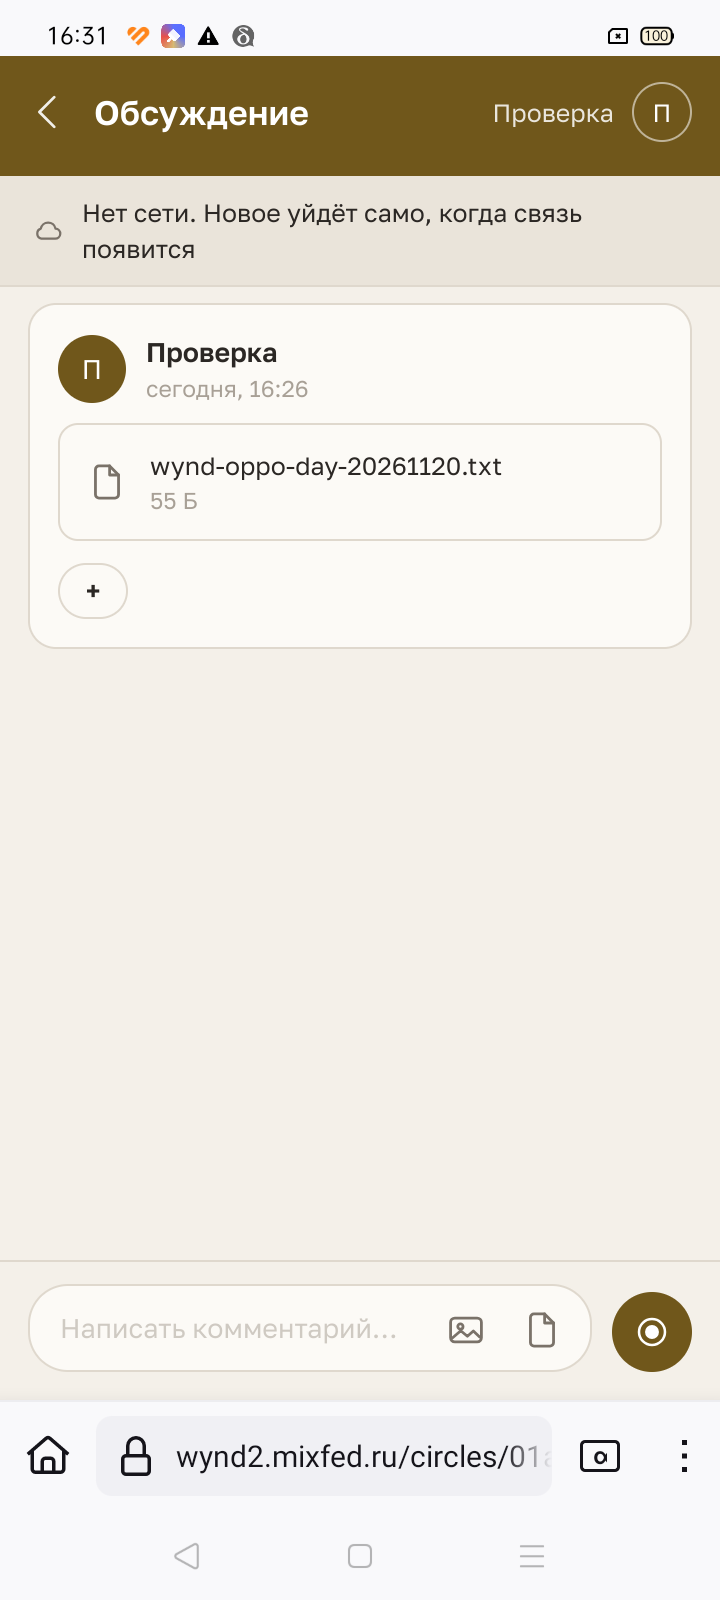 16:31
100
Обсуждение
Проверка
П
Нет сети. Новое уйдёт само, когда связь
появится
П
Проверка
сегодня, 16:26
wynd-oppo-day-20261120.txt
55 Б
+
Написать комментарий...
wynd2.mixfed.ru/circles/01a